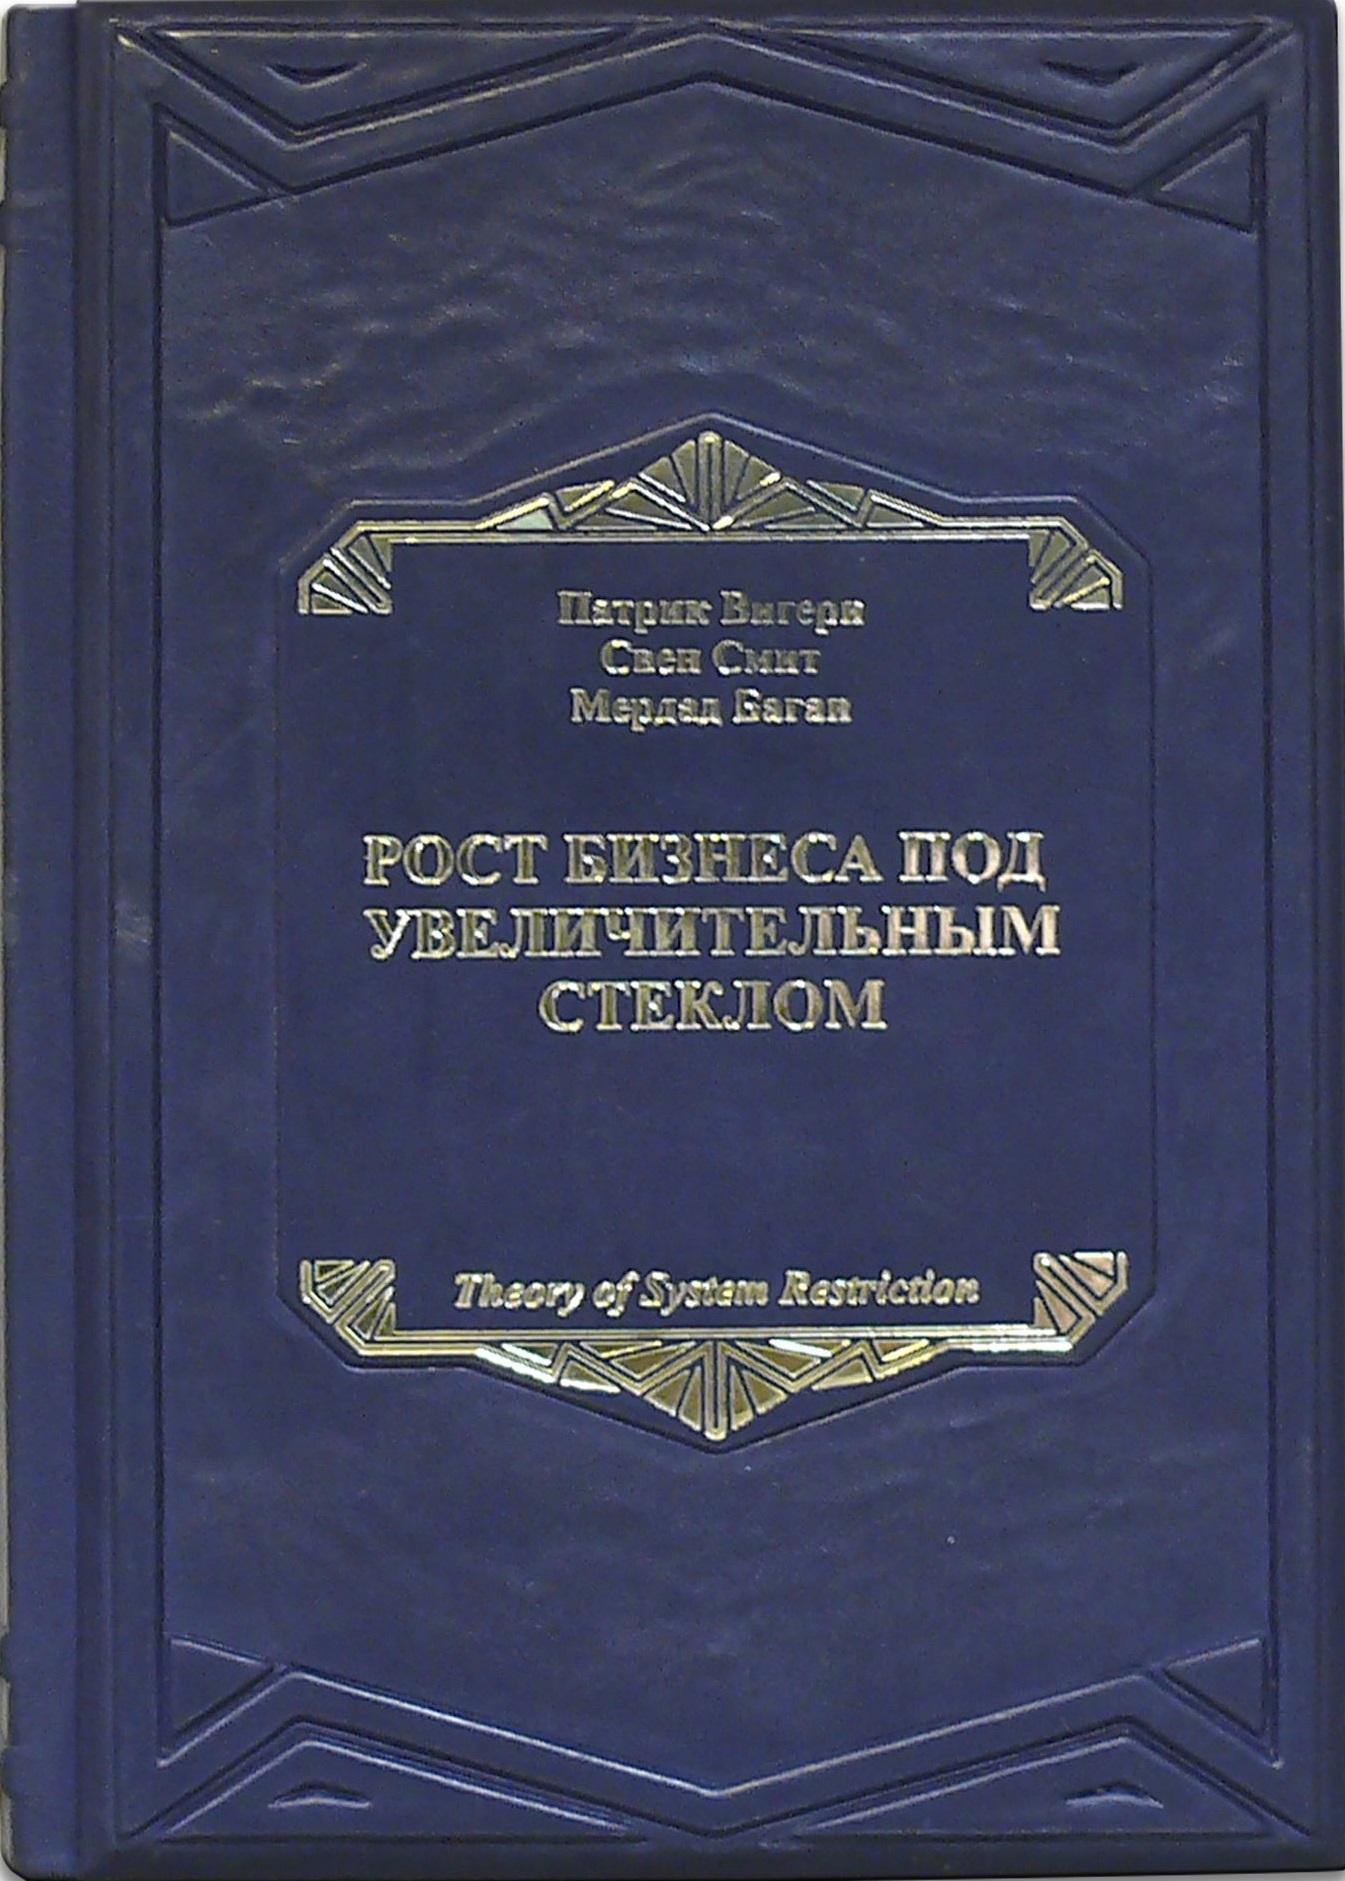 Патрик Вигери
Свен Смит
Мердад Багаи
РОСТ БИЗНЕСА ПОД
УВЕЛИЧИТЕЛЬНЫМ
СТЕКЛОМ
Theory of System Restriction